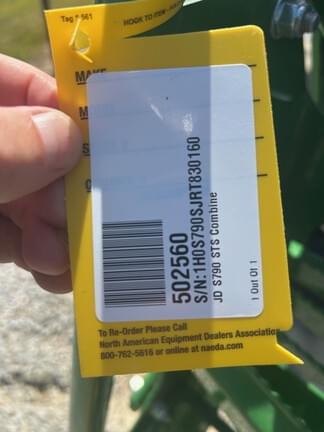 Tag # 561
HOOK TO ITEM
MAKE
502560
S/N:1H0S790SJRT830160
JD S790 STS Combine
1 Out Of 1
To Re-Order Please Call
North American Equipment Dealers Association
800-762-5616 or online at naeda.com